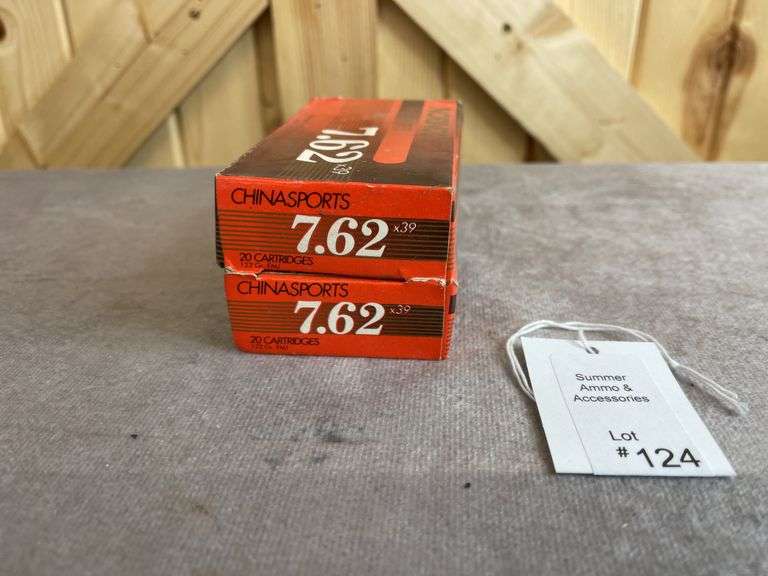 7.62
x39
CHINASPORTS
7.62 x39
20 CARTRIDGES
CHINASPORTS
7.62 x39
20 CARTRIDGES
Summer
Ammo &
Accessories
Lot
# 124